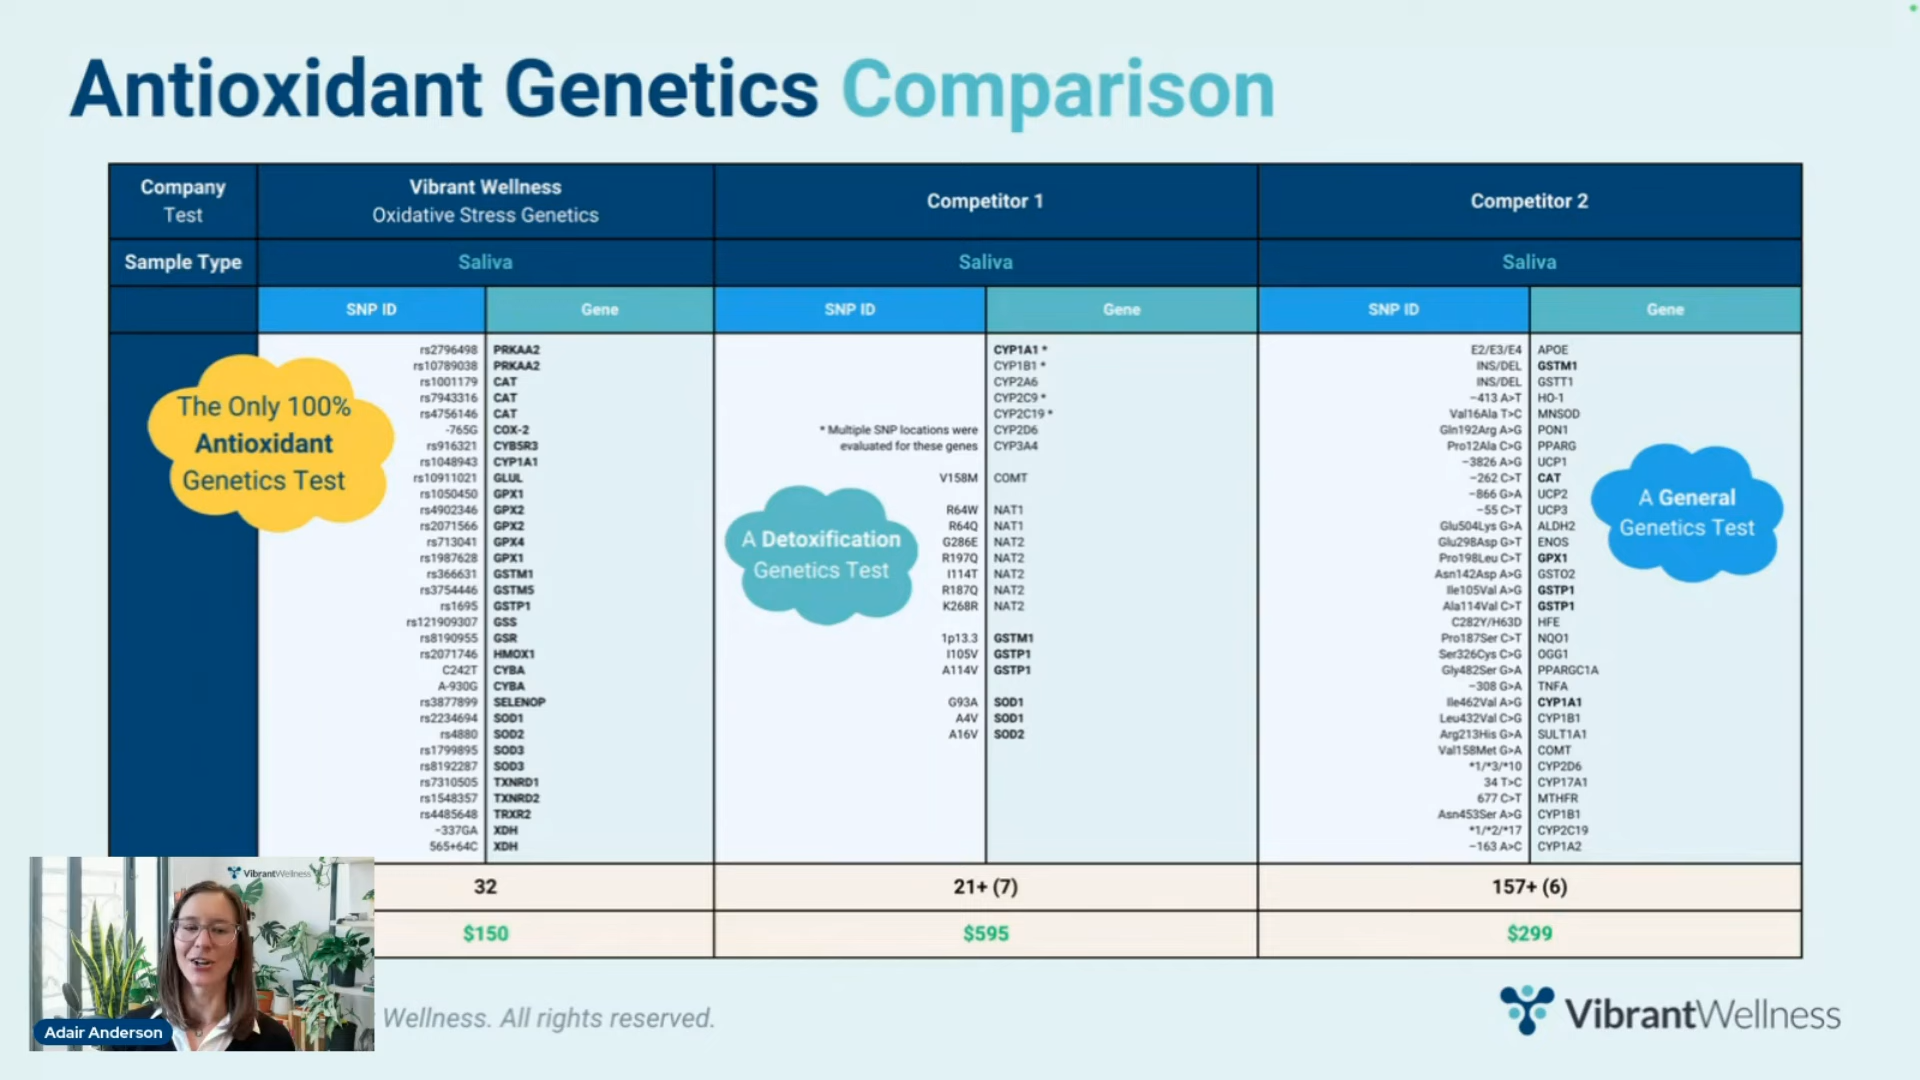 Antioxidant Genetics Comparison
Company
Test
Vibrant Wellness
Oxidative Stress Genetics
Competitor 1
Competitor 2
Sample Type
Saliva
Saliva
Saliva
SNP ID
Gene
SNP ID
Gene
SNP ID
Gene
The Only 100%
Antioxidant
Genetics Test
rs2796498 PRKAA2
rs10789038 PRKAA2
rs1001179 CAT
rs7943316 CAT
rs4756146 CAT
-765G COX-2
rs916321 CYB5R3
rs1048943 CYP1A1
rs10911021 GLUL
rs1050450 GPX1
rs4902346 GPX2
rs2071566 GPX2
rs713041 GPX4
rs1987628 GPX1
rs366631 GSTM1
rs3754446 GSTM5
rs1695 GSTP1
rs121909307 GSS
rs8190955 GSR
rs2071746 HMOX1
C242T CYBA
A-930G CYBA
rs3877899 SELENOP
rs2234694 SOD1
rs4880 SOD2
rs1799895 SOD3
rs8192287 SOD3
rs7310505 TXNRD1
rs1548357 TXNRD2
rs4485648 TRXR2
-337GA XDH
565+64C XDH
CYP1A1 *
CYP1B1 *
CYP2A6
CYP2C9 *
CYP2C19 *
* Multiple SNP locations were CYP2D6
evaluated for these genes CYP3A4
V158M COMT
A Detoxification
Genetics Test
R64W NAT1
R64Q NAT1
G286E NAT2
R197Q NAT2
I114T NAT2
R187Q NAT2
K268R NAT2
1p13.3 GSTM1
I105V GSTP1
A114V GSTP1
G93A SOD1
A4V SOD1
A16V SOD2
E2/E3/E4 APOE
INS/DEL GSTM1
INS/DEL GSTT1
-413 A>T HO-1
Val16Ala T>C MNSOD
Gln192Arg A>G PON1
Pro12Ala C>G PPARG
-3826 A>G UCP1
-262 C>T CAT
-866 G>A UCP2
-55 C>T UCP3
Glu504Lys G>A ALDH2
Glu298Asp G>T ENOS
Pro198Leu C>T GPX1
Asn142Asp A>G GSTO2
Ile105Val A>G GSTP1
Ala114Val C>T GSTP1
C282Y/H63D HFE
Pro187Ser C>T NQO1
Ser326Cys C>G OGG1
Gly482Ser G>A PPARGC1A
-308 G>A TNFA
Ile462Val A>G CYP1A1
Leu432Val C>G CYP1B1
Arg213His G>A SULT1A1
Val158Met G>A COMT
*1/*3/*10 CYP2D6
34 T>C CYP17A1
677 C>T MTHFR
Asn453Ser A>G CYP1B1
*1/*2/*17 CYP2C19
-163 A>C CYP1A2
A General
Genetics Test
32
21+ (7)
157+ (6)
$150
$595
$299
VibrantWellness
Adair Anderson
Wellness. All rights reserved.
VibrantWellness